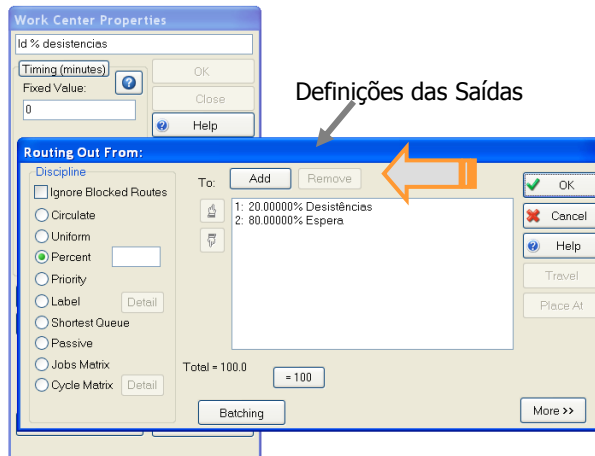 Work Center Properties
Id % desistencias
Timing (minutes)
Fixed Value:
0
OK
Close
Help
Definições das Saídas
Routing Out From:
Discipline
Ignore Blocked Routes
Circulate
Uniform
Percent
Priority
Label
Detail
Shortest Queue
Passive
Jobs Matrix
Cycle Matrix
Detail
To:
Add
Remove
1: 20.00000% Desistências
2: 80.00000% Espera
Total = 100.0
= 100
Batching
OK
Cancel
Help
Travel
Place At
More >>